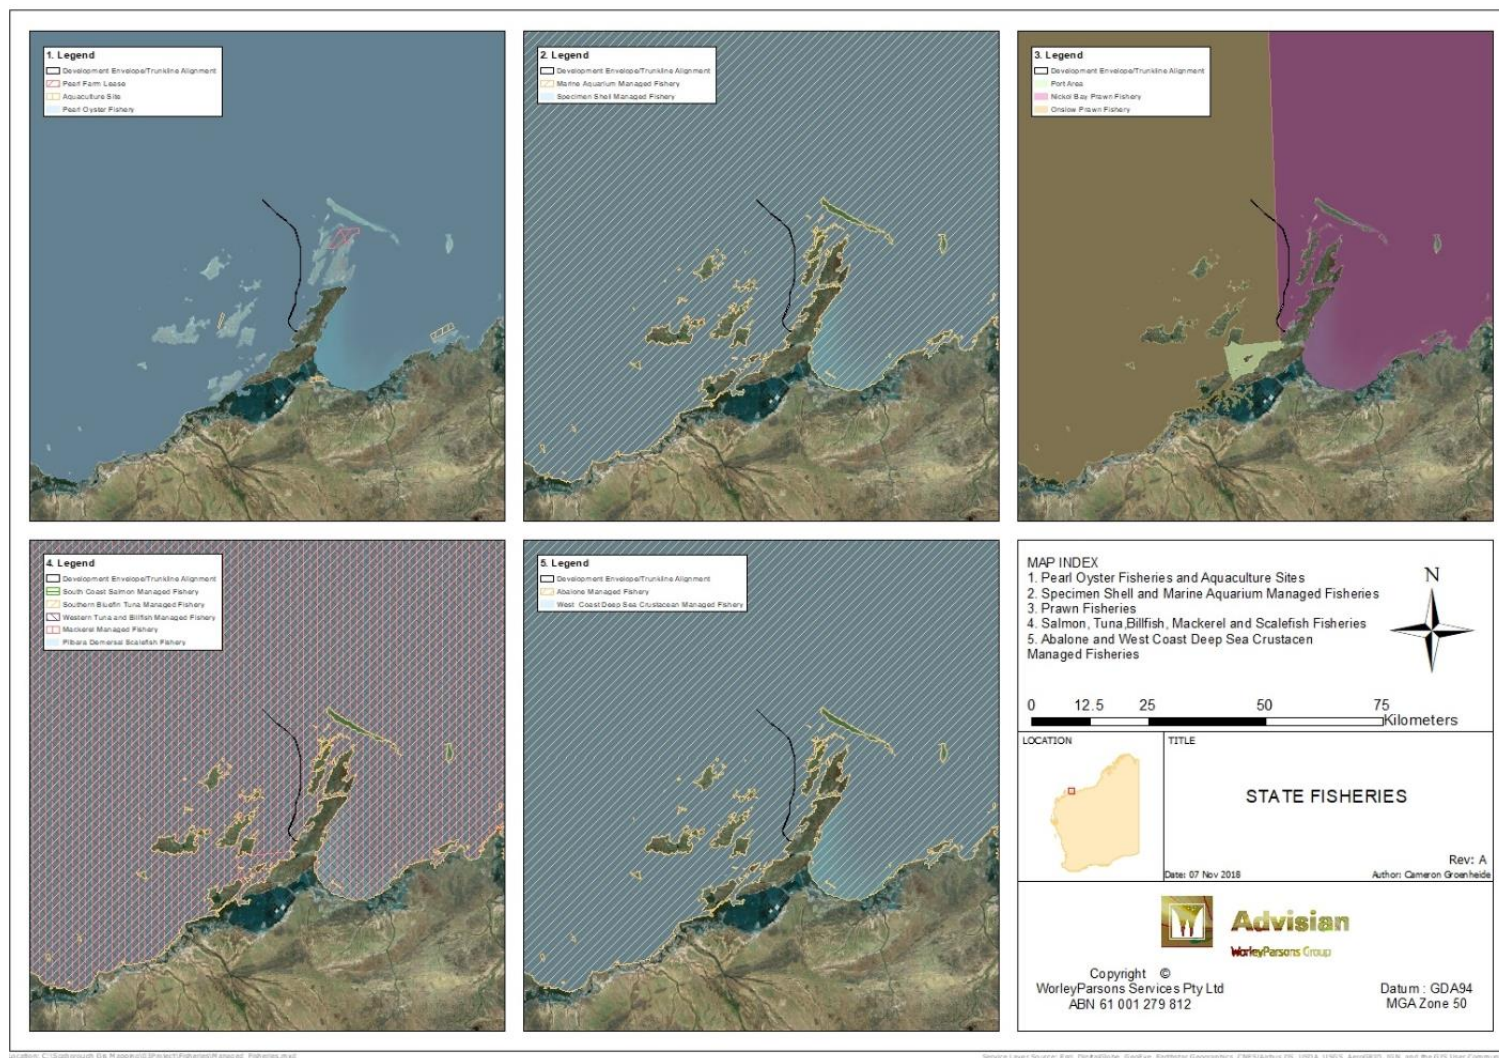 1. Legend
Development Envelope/Trunkline Alignment
Pearl Farm Lease
Aquaculture Site
Pearl Oyster Fishery
2. Legend
Development Envelope/Trunkline Alignment
Marine Aquarium Managed Fishery
Specimen Shell Managed Fishery
3. Legend
Development Envelope/Trunkline Alignment
Port Area
Nickol Bay Prawn Fishery
Onslow Prawn Fishery
4. Legend
Development Envelope/Trunkline Alignment
South Coast Salmon Managed Fishery
Southern Bluefin Tuna Managed Fishery
Western Tuna and Billfish Managed Fishery
Mackerel Managed Fishery
Pilbara Demersal Scalefish Fishery
5. Legend
Development Envelope/Trunkline Alignment
Abalone Managed Fishery
West Coast Deep Sea Crustacean Managed Fishery
MAP INDEX
1. Pearl Oyster Fisheries and Aquaculture Sites
2. Specimen Shell and Marine Aquarium Managed Fisheries
3. Prawn Fisheries
4. Salmon, Tuna,Billfish, Mackerel and Scalefish Fisheries
5. Abalone and West Coast Deep Sea Crustacen
Managed Fisheries
N
0 12.5 25 50 75
Kilometers
LOCATION
TITLE
STATE FISHERIES
Rev: A
Date: 07 Nov 2018
Author: Cameron Groenheide
Advisian
WorleyParsons Group
Copyright ©
WorleyParsons Services Pty Ltd
ABN 61 001 279 812
Datum : GDA94
MGA Zone 50